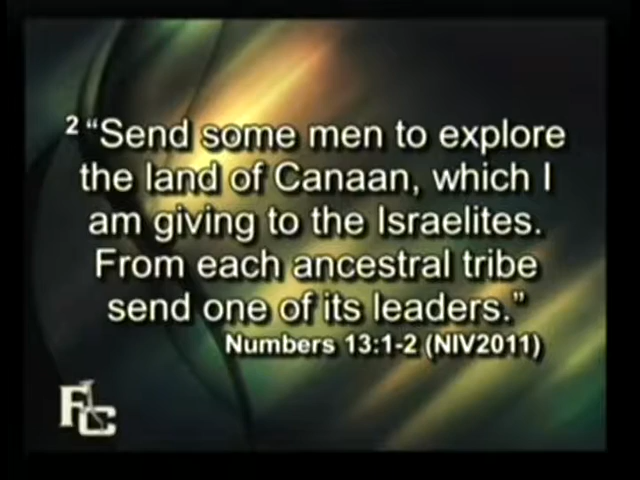 2 “Send some men to explore
the land of Canaan, which I
am giving to the Israelites.
From each ancestral tribe
send one of its leaders.”
Numbers 13:1-2 (NIV2011)
FLC